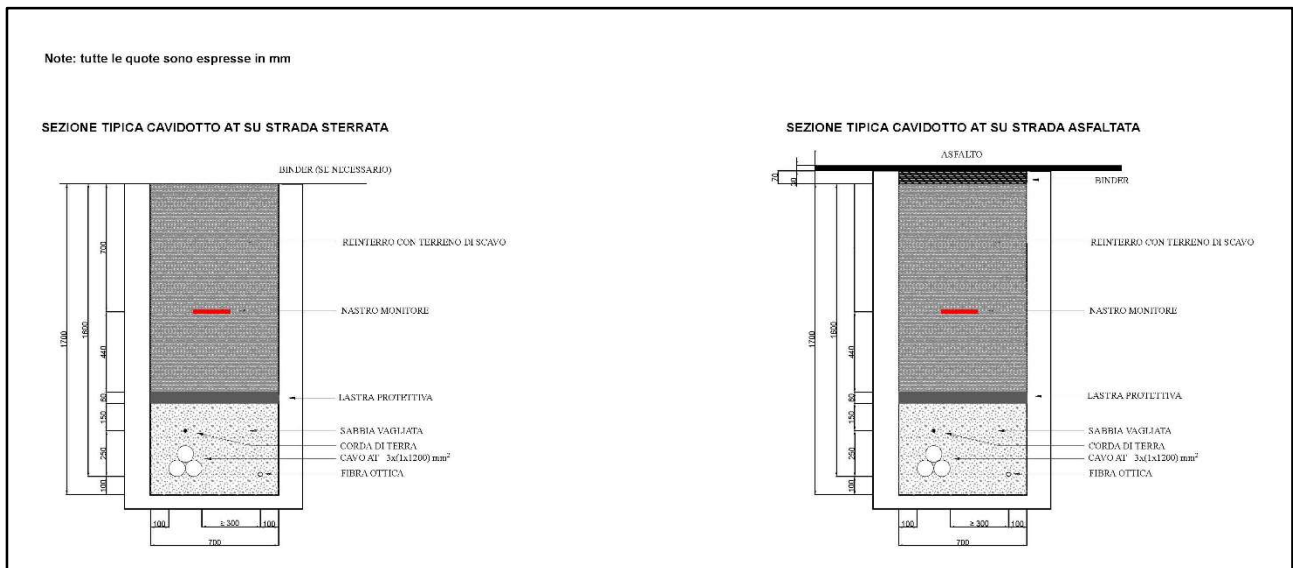 Note: tutte le quote sono espresse in mm
SEZIONE TIPICA CAVIDOTTO AT SU STRADA STERRATA
BINDER (SE NECESSARIO)
REINTERRO CON TERRENO DI SCAVO
NASTRO MONITORE
LASTRA PROTETTIVA
SABBIA VAGLIATA
CORDA DI TERRA
CAVO AT 3x(1x1200) mm²
FIBRA OTTICA
1700
1600
700
440
60
150
250
100
100
≥ 300
100
700
SEZIONE TIPICA CAVIDOTTO AT SU STRADA ASFALTATA
ASFALTO
BINDER
REINTERRO CON TERRENO DI SCAVO
NASTRO MONITORE
LASTRA PROTETTIVA
SABBIA VAGLIATA
CORDA DI TERRA
CAVO AT 3x(1x1200) mm²
FIBRA OTTICA
70
1700
1600
440
60
150
250
100
100
≥ 300
100
700